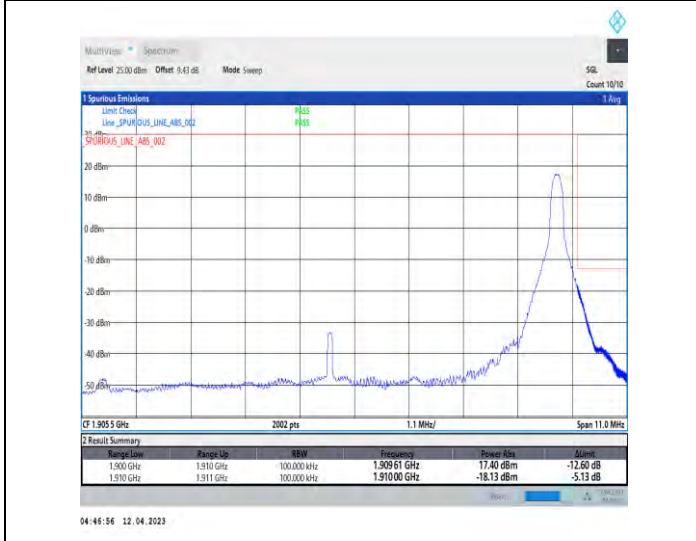 MultiView Spectrum
Ref Level 25.00 dBm Offset 9.43 dB Mode Sweep SGL
Count 10/10
1 Spurious Emissions 1 Avg
Limit Check PASS
Line _SPURIOUS_LINE_ABS_002 PASS
30 dBm
_SPURIOUS_LINE_ABS_002
20 dBm
10 dBm
0 dBm
-10 dBm
-20 dBm
-30 dBm
-40 dBm
-50 dBm
CF 1.905 5 GHz 2002 pts 1.1 MHz/ Span 11.0 MHz
2 Result Summary
Range Low Range Up RBW Frequency Power Abs ΔLimit
1.900 GHz 1.910 GHz 100.000 kHz 1.909 61 GHz 17.40 dBm -12.60 dB
1.910 GHz 1.911 GHz 100.000 kHz 1.910 00 GHz -18.13 dBm -5.13 dB
04:46:56 12.04.2023